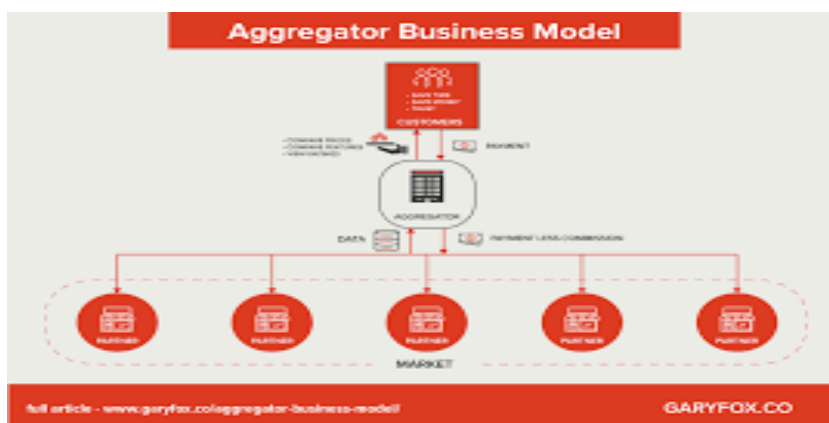 Aggregator Business Model
- SAVE TIME
- SAVE MONEY
- TRUST
CUSTOMERS
- COMPARE PRICES
- COMPARE FEATURES
- VIEW RATINGS
PAYMENT
AGGREGATOR
DATA
PAYMENT LESS COMMISSION
PARTNER
PARTNER
PARTNER
PARTNER
PARTNER
MARKET
full article - www.garyfox.co/aggregator-business-model/
GARYFOX.CO